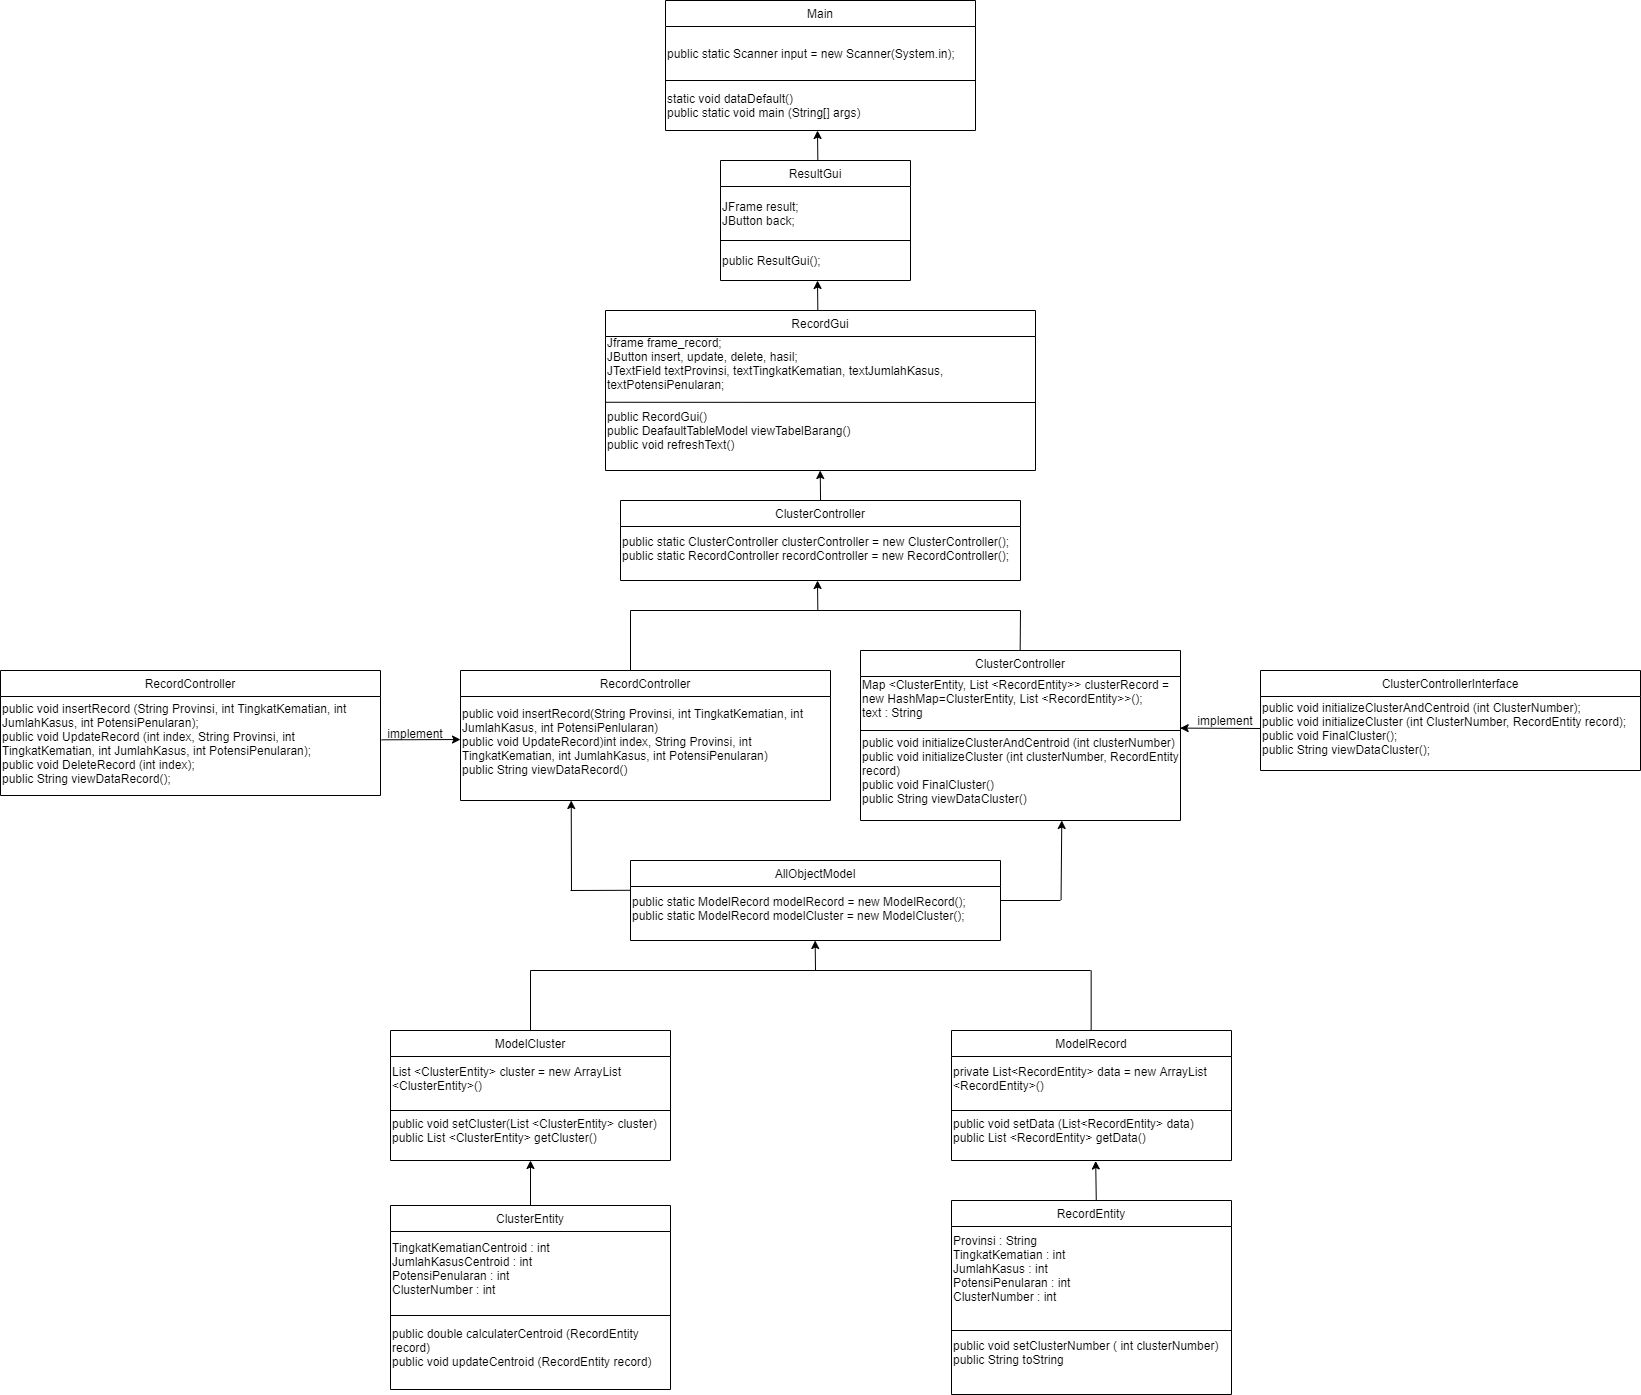 Main
public static Scanner input = new Scanner(System.in);
static void dataDefault()
public static void main (String[] args)
ResultGui
JFrame result;
JButton back;
public ResultGui();
RecordGui
Jframe frame_record;
JButton insert, update, delete, hasil;
JTextField textProvinsi, textTingkatKematian, textJumlahKasus,
textPotensiPenularan;
public RecordGui()
public DeafaultTableModel viewTabelBarang()
public void refreshText()
ClusterController
public static ClusterController clusterController = new ClusterController();
public static RecordController recordController = new RecordController();
RecordController
public void insertRecord (String Provinsi, int TingkatKematian, int
JumlahKasus, int PotensiPenularan);
public void UpdateRecord (int index, String Provinsi, int
TingkatKematian, int JumlahKasus, int PotensiPenularan);
public void DeleteRecord (int index);
public String viewDataRecord();
implement
RecordController
public void insertRecord(String Provinsi, int TingkatKematian, int
JumlahKasus, int PotensiPenlularan)
public void UpdateRecord)int index, String Provinsi, int
TingkatKematian, int JumlahKasus, int PotensiPenularan)
public String viewDataRecord()
ClusterController
Map <ClusterEntity, List <RecordEntity>> clusterRecord =
new HashMap=ClusterEntity, List <RecordEntity>>();
text : String
public void initializeClusterAndCentroid (int clusterNumber)
public void initializeCluster (int clusterNumber, RecordEntity
record)
public void FinalCluster()
public String viewDataCluster()
implement
ClusterControllerInterface
public void initializeClusterAndCentroid (int ClusterNumber);
public void initializeCluster (int ClusterNumber, RecordEntity record);
public void FinalCluster();
public String viewDataCluster();
AllObjectModel
public static ModelRecord modelRecord = new ModelRecord();
public static ModelRecord modelCluster = new ModelCluster();
ModelCluster
List <ClusterEntity> cluster = new ArrayList
<ClusterEntity>()
public void setCluster(List <ClusterEntity> cluster)
public List <ClusterEntity> getCluster()
ModelRecord
private List<RecordEntity> data = new ArrayList
<RecordEntity>()
public void setData (List<RecordEntity> data)
public List <RecordEntity> getData()
ClusterEntity
TingkatKematianCentroid : int
JumlahKasusCentroid : int
PotensiPenularan : int
ClusterNumber : int
public double calculaterCentroid (RecordEntity
record)
public void updateCentroid (RecordEntity record)
RecordEntity
Provinsi : String
TingkatKematian : int
JumlahKasus : int
PotensiPenularan : int
ClusterNumber : int
public void setClusterNumber ( int clusterNumber)
public String toString